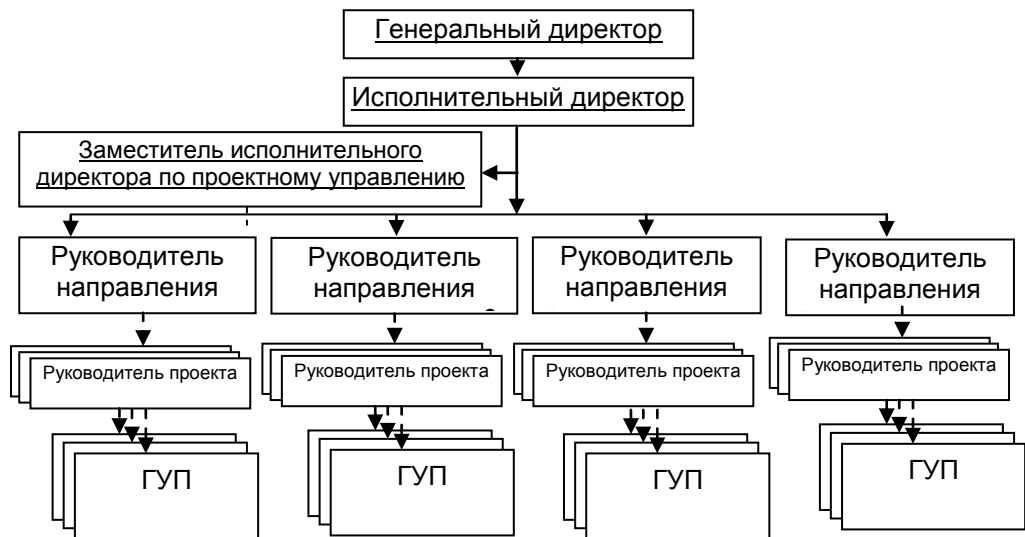 Генеральный директор
Исполнительный директор
Заместитель исполнительного
директора по проектному управлению
Руководитель
направления
Руководитель
направления
Руководитель
направления
Руководитель
направления
Руководитель проекта
Руководитель проекта
Руководитель проекта
Руководитель проекта
ГУП
ГУП
ГУП
ГУП